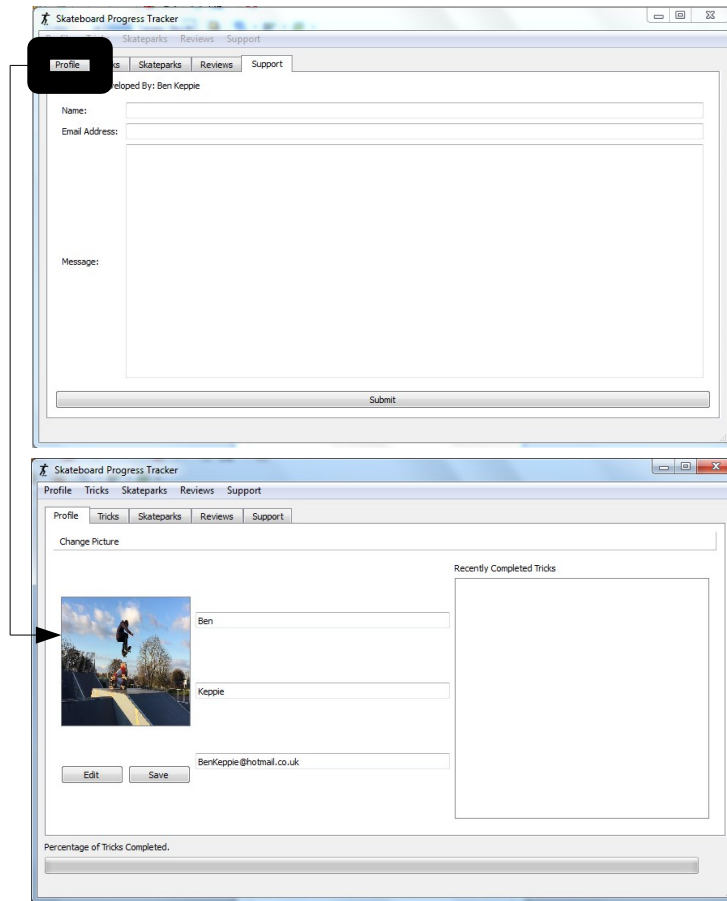 Skateboard Progress Tracker
Skateparks Reviews Support
Profile Skateparks Reviews Support
By: Ben Keppie
Name:
Email Address:
Message:
Submit
Skateboard Progress Tracker
Profile Tricks Skateparks Reviews Support
Profile Tricks Skateparks Reviews Support
Change Picture
Recently Completed Tricks
Ben
Keppie
BenKeppie@hotmail.co.uk
Edit Save
Percentage of Tricks Completed.